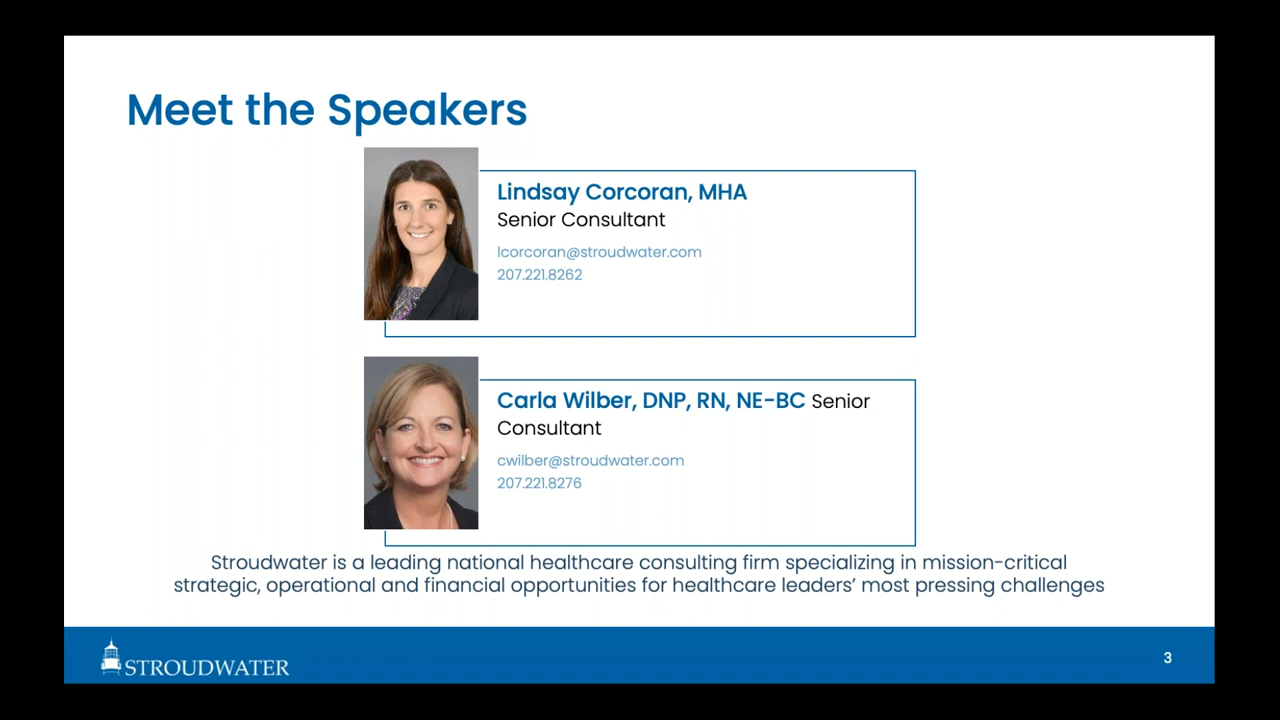 Meet the Speakers
Lindsay Corcoran, MHA
Senior Consultant
lcorcoran@stroudwater.com
207.221.8262
Carla Wilber, DNP, RN, NE-BC Senior
Consultant
cwilber@stroudwater.com
207.221.8276
Stroudwater is a leading national healthcare consulting firm specializing in mission-critical
strategic, operational and financial opportunities for healthcare leaders’ most pressing challenges
STROUDWATER
3